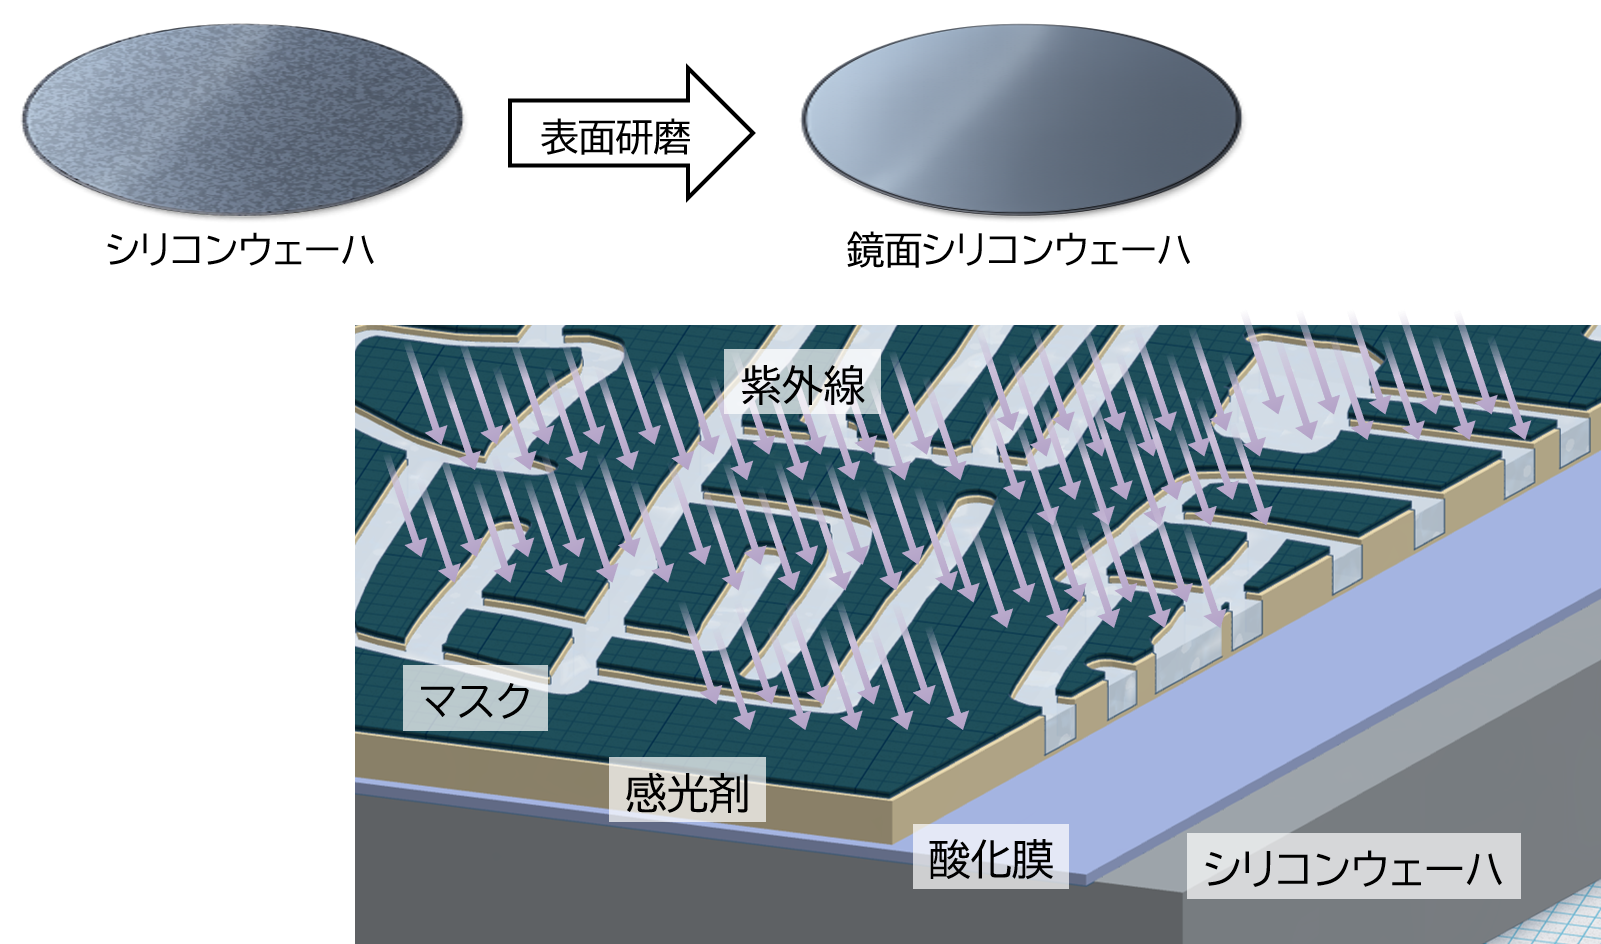 表面研磨
シリコンウェーハ
鏡面シリコンウェーハ
紫外線
マスク
感光剤
酸化膜
シリコンウェーハ